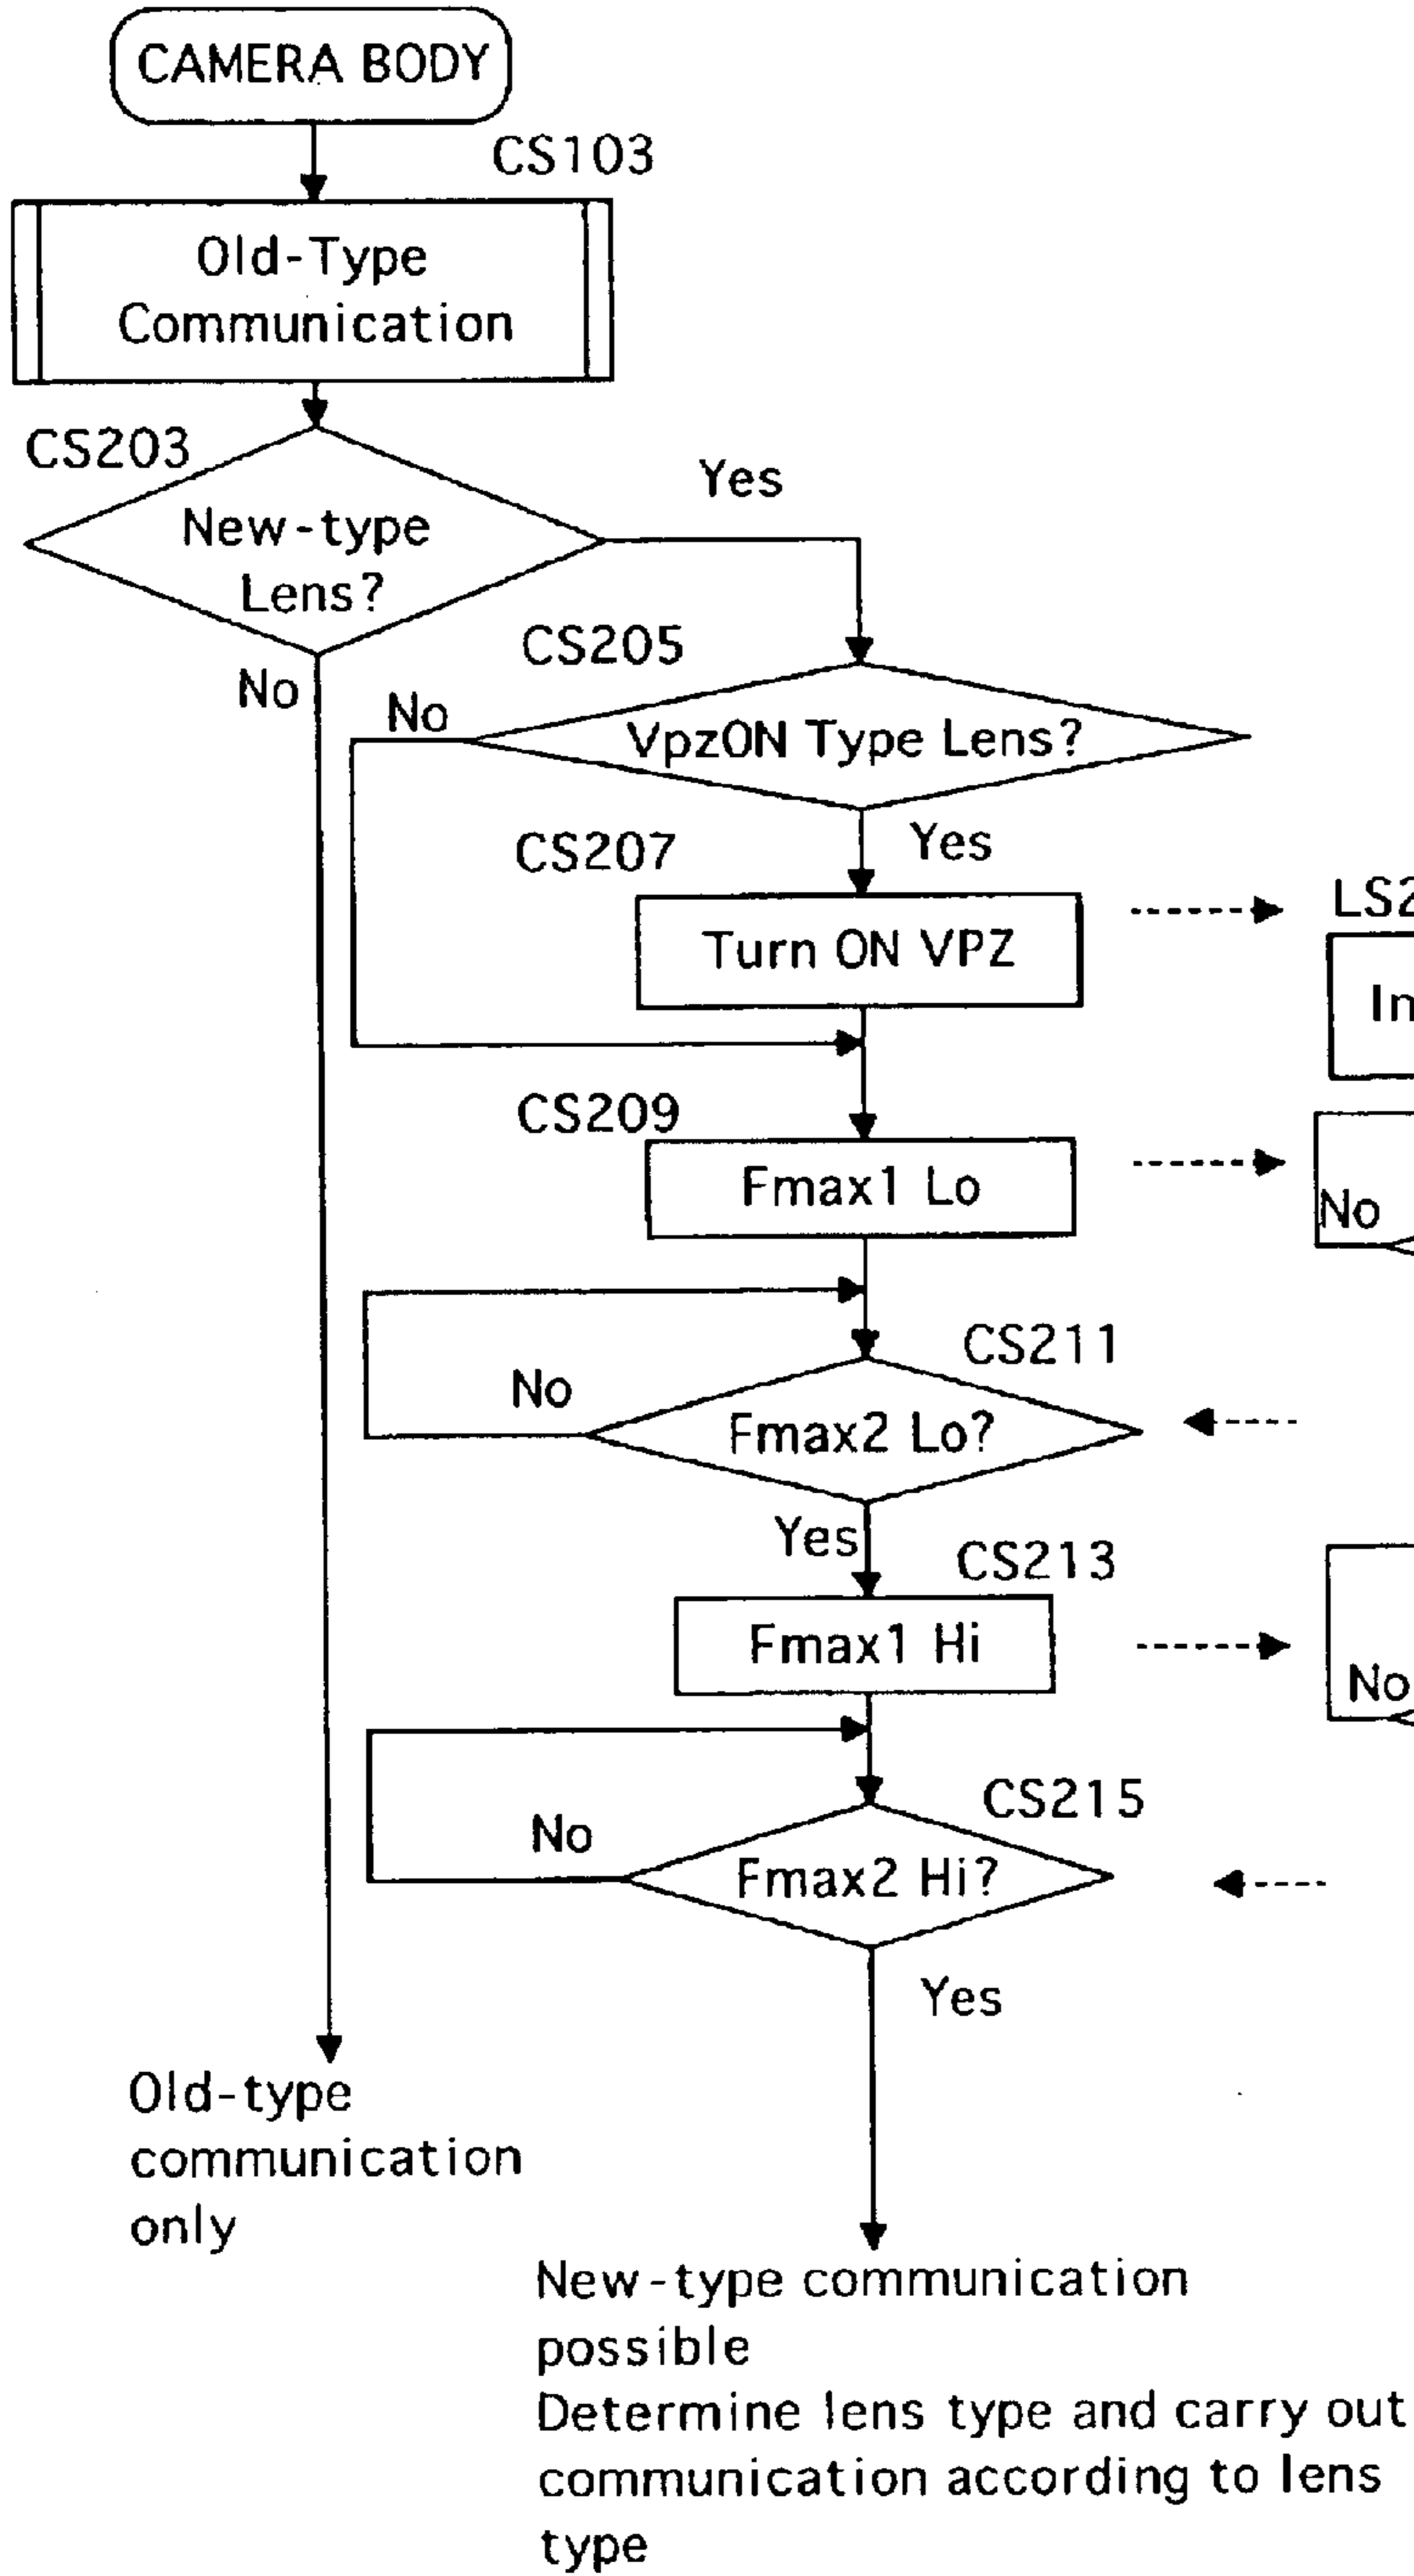 CAMERA BODY
CS103
Old-Type
Communication
CS203
Yes
New-type
Lens?
No
CS205
No
VpzON Type Lens?
CS207
Yes
Turn ON VPZ
CS209
Fmax1 Lo
No
CS211
No
Fmax2 Lo?
Yes
CS213
Fmax1 Hi
No
CS215
No
Fmax2 Hi?
Yes
Old-type
communication
only
New-type communication
possible
Determine lens type and carry out
communication according to lens
type